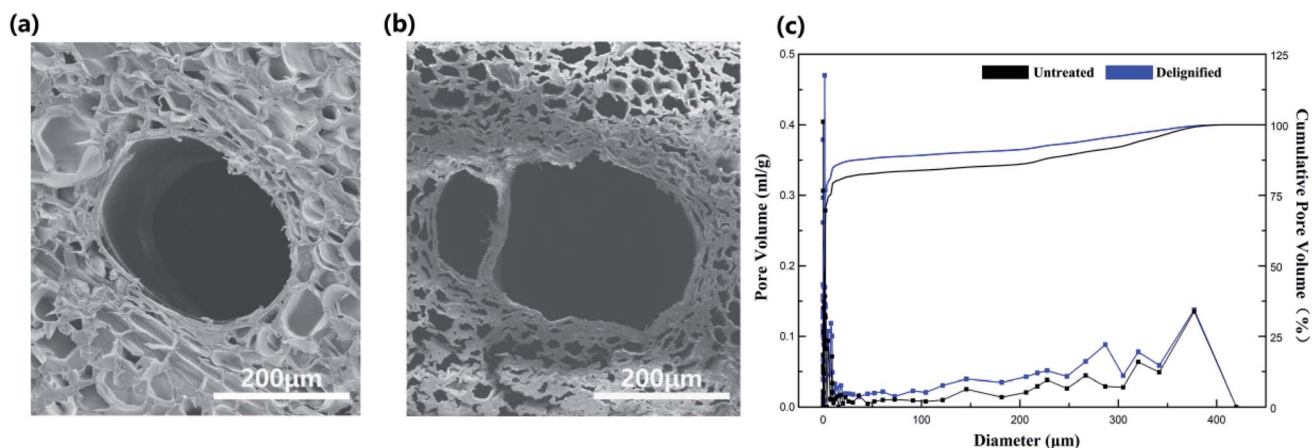 (a)
(b)
(c)
200μm
200μm
Untreated
Delignified
Pore Volume (ml/g)
0.5
0.4
0.3
0.2
0.1
0.0
Cumulative Pore Volume (%)
125
100
75
50
25
0
0 100 200 300 400
Diameter (μm)